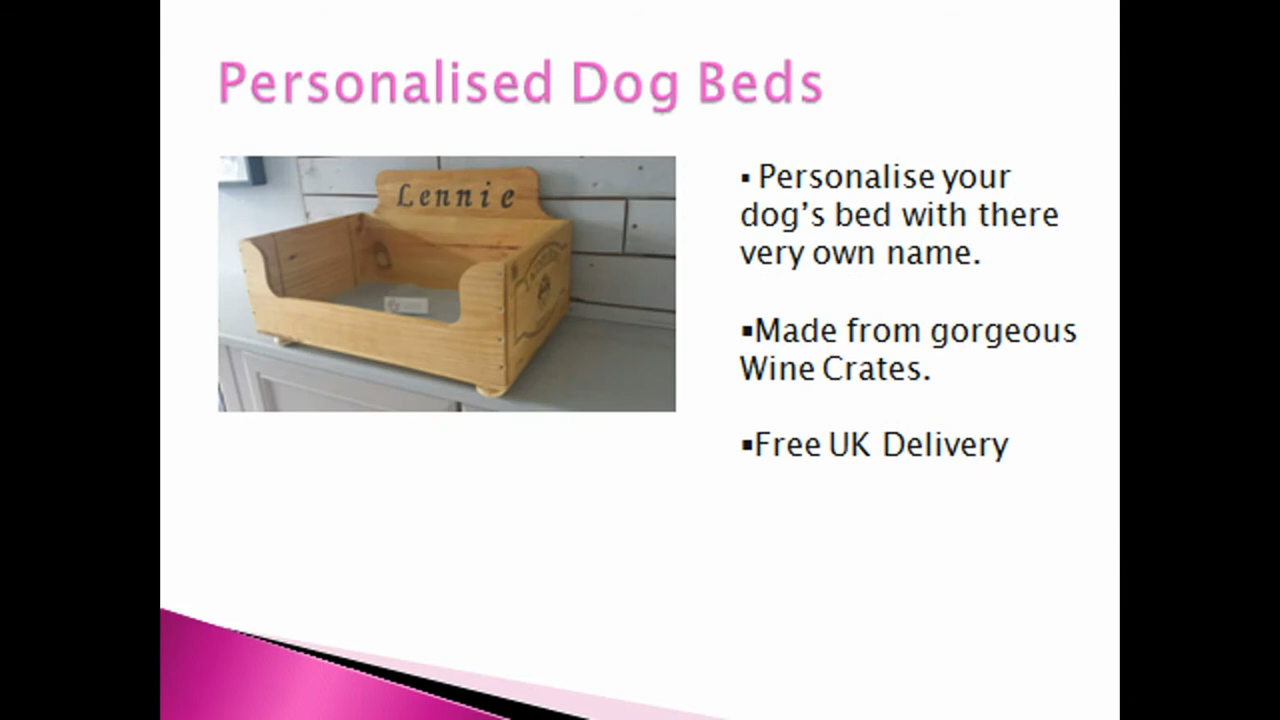 Personalised Dog Beds
Lennie
▪ Personalise your
dog’s bed with there
very own name.
▪Made from gorgeous
Wine Crates.
▪Free UK Delivery